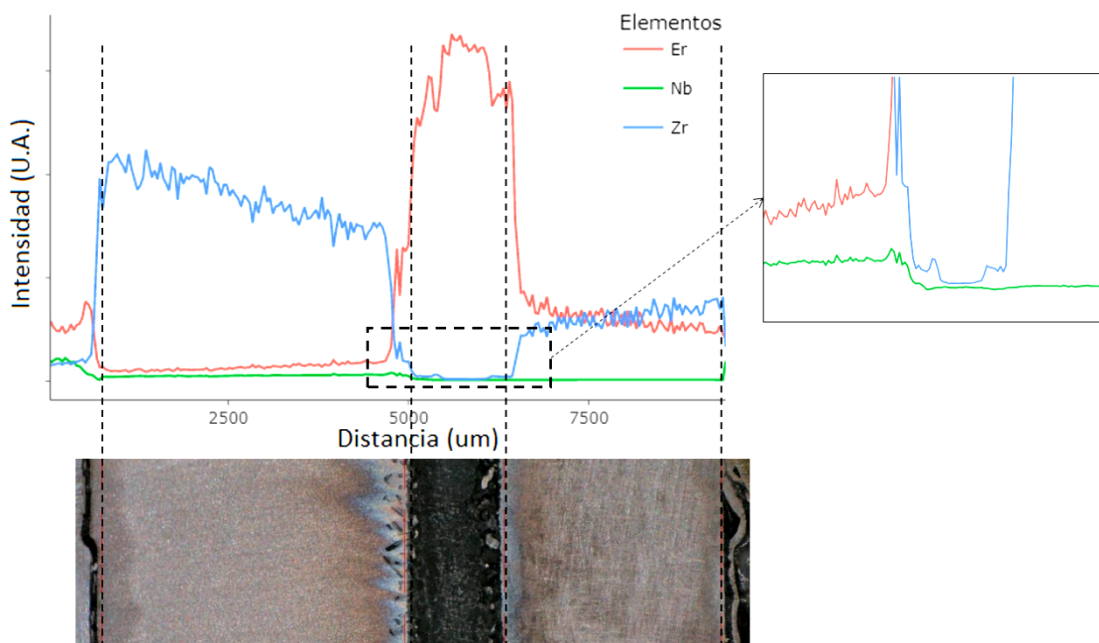 Elementos
Er
Nb
Zr
Intensidad (U.A.)
2500
5000
7500
Distancia (um)